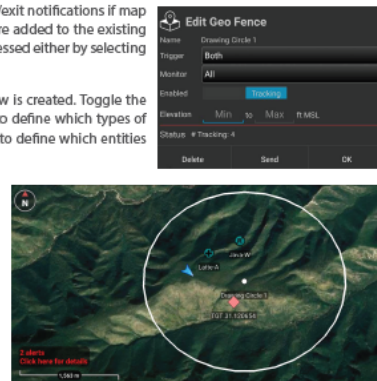 /exit notifications if map
re added to the existing
essed either by selecting
w is created. Toggle the
o define which types of
to define which entities
Edit Geo Fence
Name Drawing Circle 1
Trigger Both
Monitor All
Enabled Tracking
Elevation Min to Max ft MSL
Status # Tracking: 4
Delete Send OK
N
Java-W
Latte-A
Drawing Circle 1
TGT 31.120654
2 alerts
Click here for details